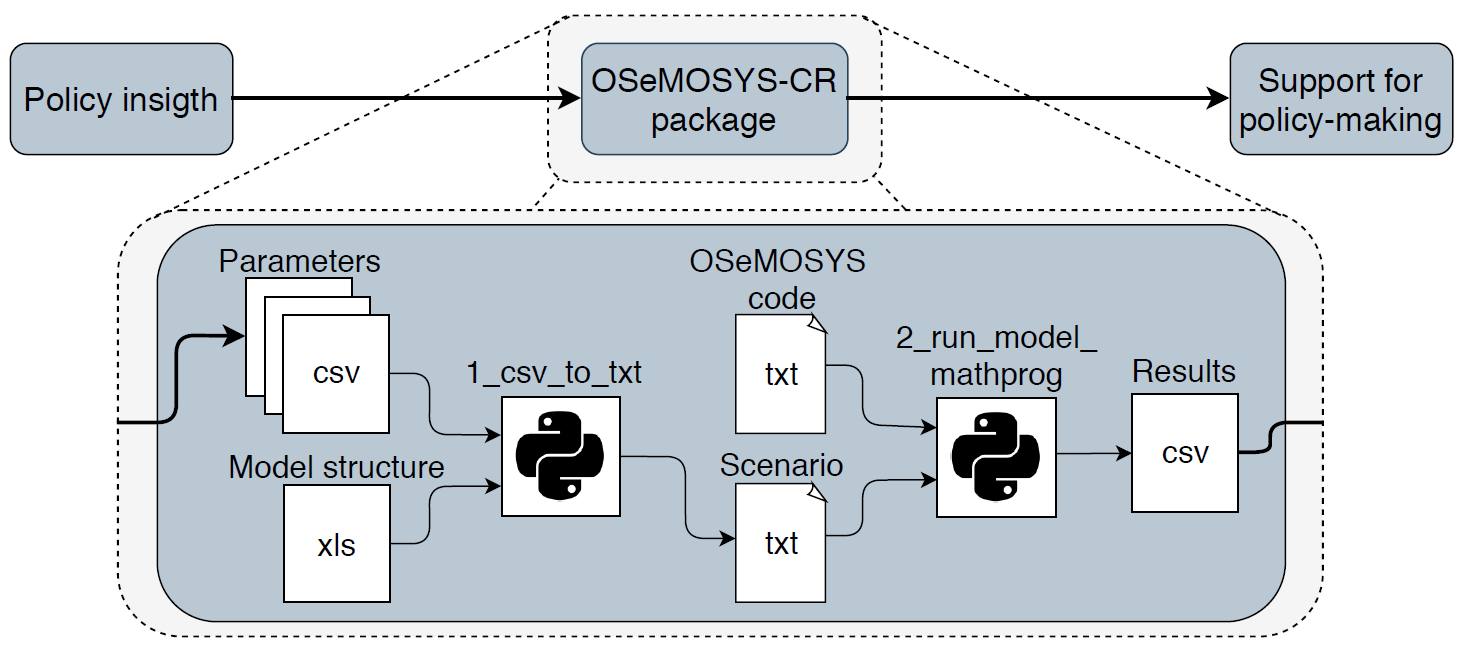 Policy insigth
OSeMOSYS-CR
package
Support for
policy-making
Parameters
csv
Model structure
xls
1_csv_to_txt
OSeMOSYS
code
txt
Scenario
txt
2_run_model_
mathprog
Results
csv